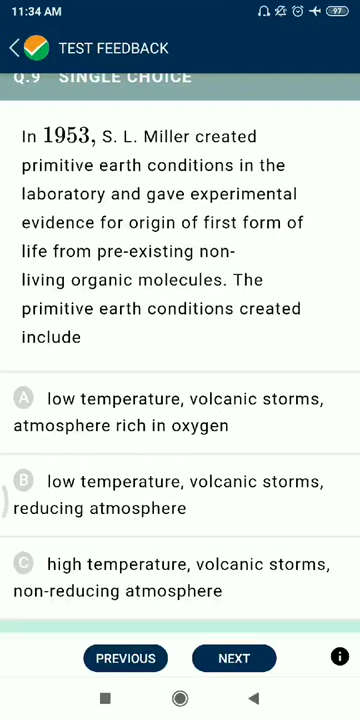 11:34 AM
97
TEST FEEDBACK
Q.9 SINGLE CHOICE
In 1953, S. L. Miller created
primitive earth conditions in the
laboratory and gave experimental
evidence for origin of first form of
life from pre-existing non-
living organic molecules. The
primitive earth conditions created
include
A low temperature, volcanic storms,
atmosphere rich in oxygen
B low temperature, volcanic storms,
reducing atmosphere
C high temperature, volcanic storms,
non-reducing atmosphere
PREVIOUS
NEXT